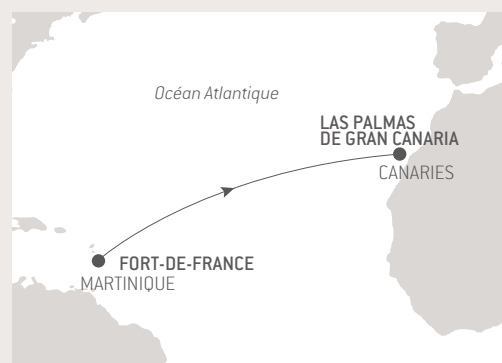 Océan Atlantique
LAS PALMAS
DE GRAN CANARIA
CANARIES
FORT-DE-FRANCE
MARTINIQUE